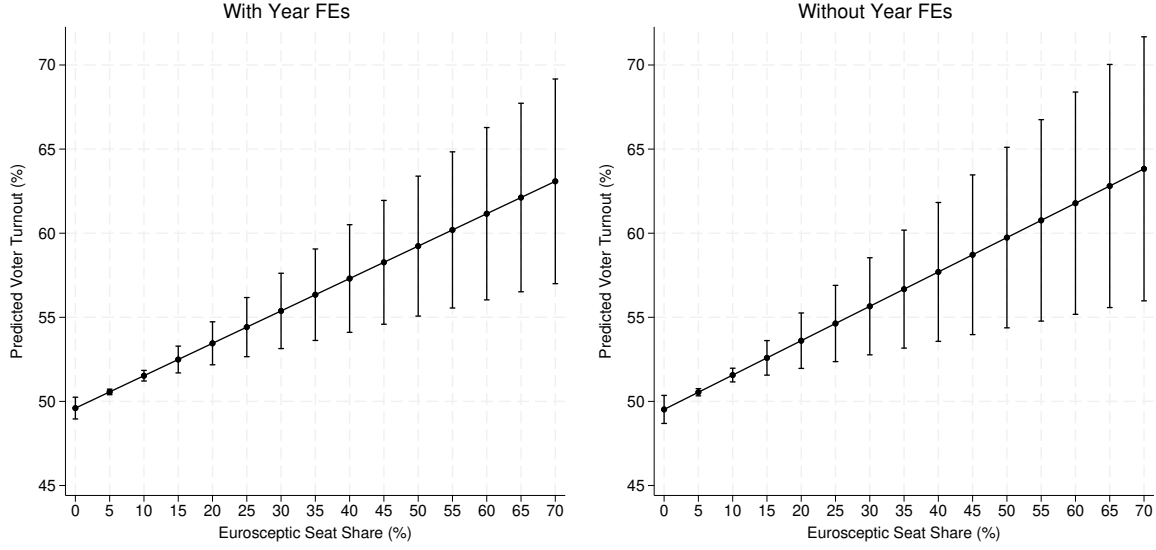 With Year FEs
70
65
60
55
50
45
Predicted Voter Turnout (%)
0 5 10 15 20 25 30 35 40 45 50 55 60 65 70
Eurosceptic Seat Share (%)
Without Year FEs
70
65
60
55
50
45
Predicted Voter Turnout (%)
0 5 10 15 20 25 30 35 40 45 50 55 60 65 70
Eurosceptic Seat Share (%)